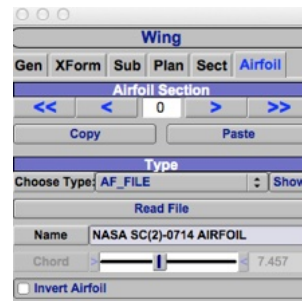 Wing
Gen XForm Sub Plan Sect Airfoil
Airfoil Section
<< < 0 > >>
Copy Paste
Type
Choose Type: AF_FILE Show
Read File
Name NASA SC(2)-0714 AIRFOIL
Chord > < 7.457
Invert Airfoil